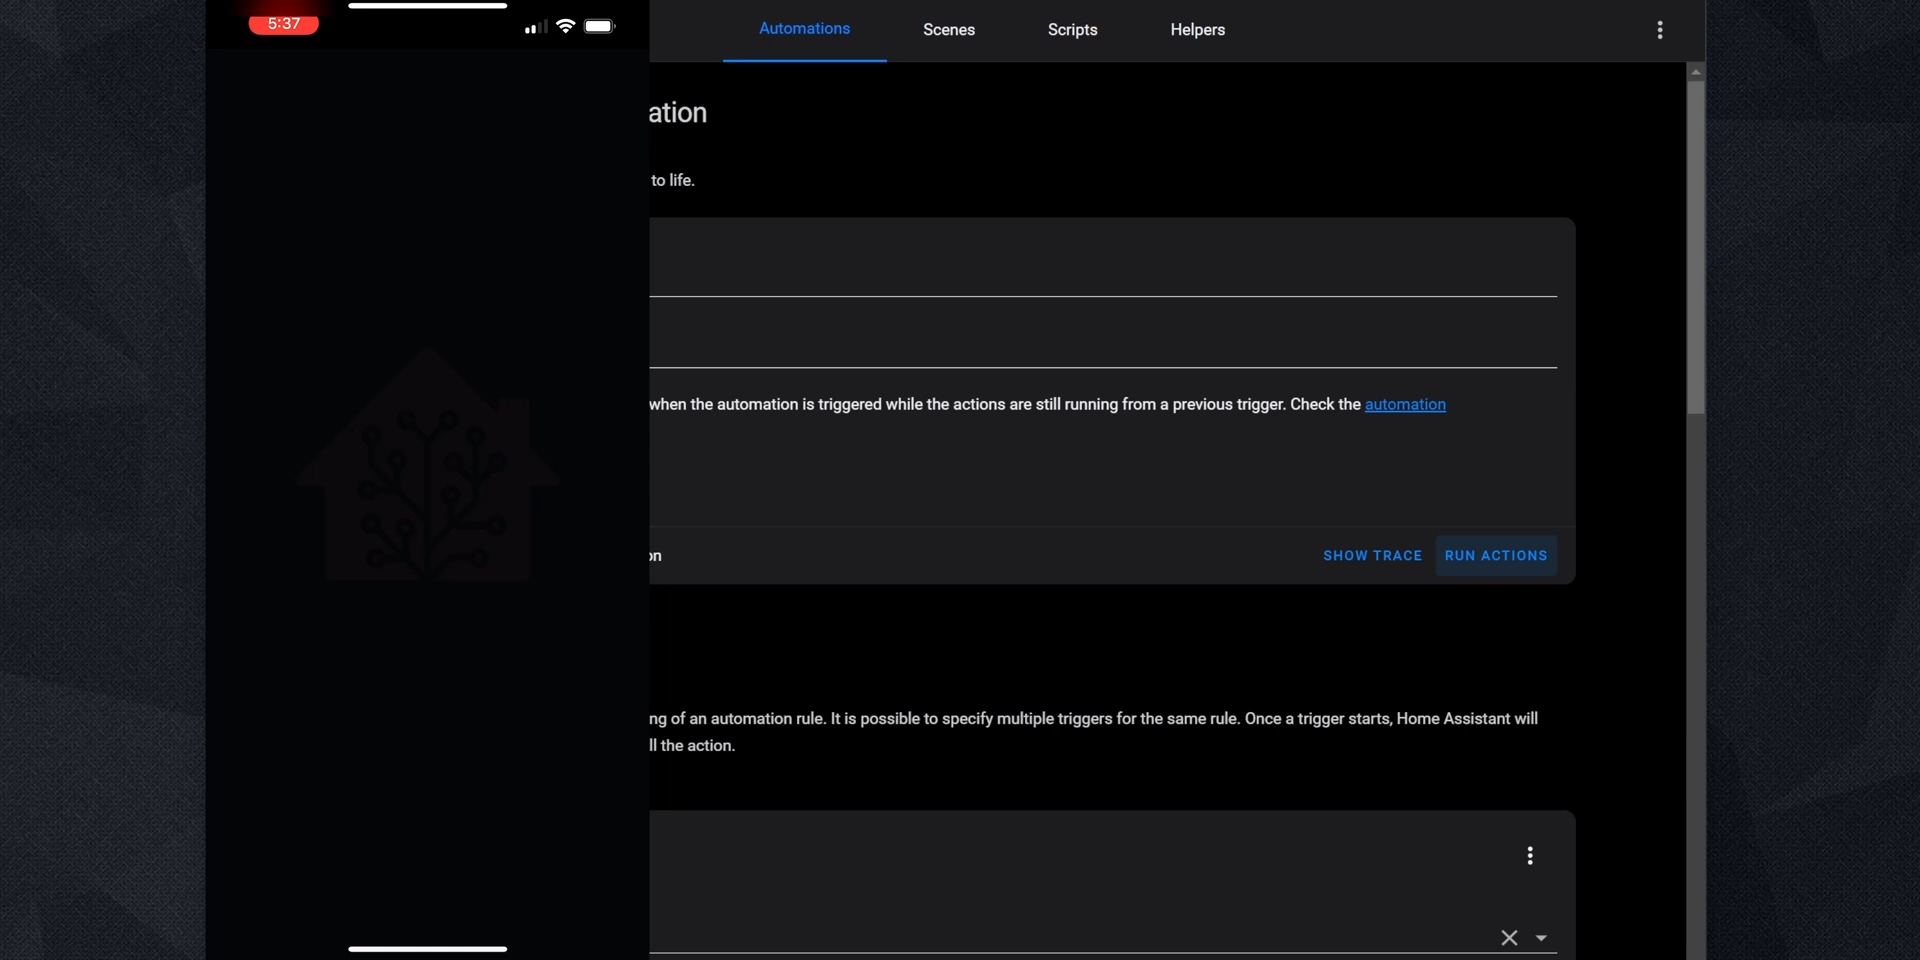 5:37
Automations
Scenes
Scripts
Helpers
ation
to life.
when the automation is triggered while the actions are still running from a previous trigger. Check the automation
on
SHOW TRACE
RUN ACTIONS
ng of an automation rule. It is possible to specify multiple triggers for the same rule. Once a trigger starts, Home Assistant will
ll the action.